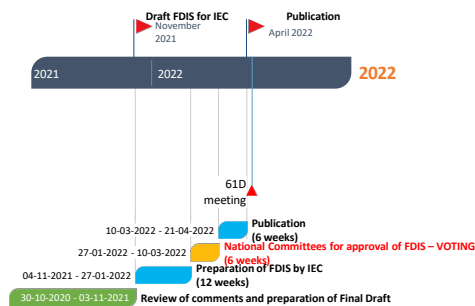 Draft FDIS for IEC
November
2021
Publication
April 2022
2021
2022
2022
61D
meeting
10-03-2022 - 21-04-2022
Publication
(6 weeks)
27-01-2022 - 10-03-2022
National Committees for approval of FDIS – VOTING
(6 weeks)
04-11-2021 - 27-01-2022
Preparation of FDIS by IEC
(12 weeks)
30-10-2020 - 03-11-2021
Review of comments and preparation of Final Draft